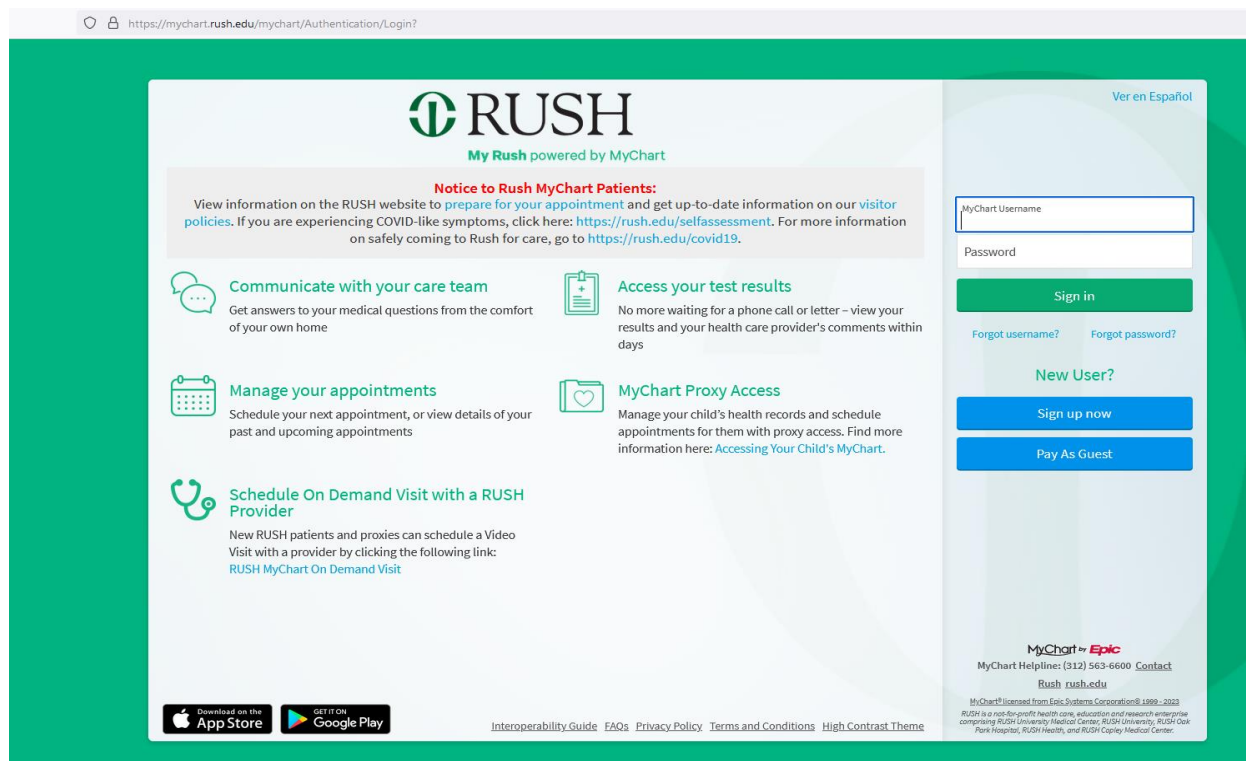 https://mychart.rush.edu/mychart/Authentication/Login?
RUSH
My Rush powered by MyChart
Notice to Rush MyChart Patients:
View information on the RUSH website to prepare for your appointment and get up-to-date information on our visitor
policies. If you are experiencing COVID-like symptoms, click here: https://rush.edu/selfassessment. For more information
on safely coming to Rush for care, go to https://rush.edu/covid19.
Communicate with your care team
Get answers to your medical questions from the comfort
of your own home
Access your test results
No more waiting for a phone call or letter – view your
results and your health care provider's comments within
days
Manage your appointments
Schedule your next appointment, or view details of your
past and upcoming appointments
MyChart Proxy Access
Manage your child's health records and schedule
appointments for them with proxy access. Find more
information here: Accessing Your Child's MyChart.
Schedule On Demand Visit with a RUSH
Provider
New RUSH patients and proxies can schedule a Video
Visit with a provider by clicking the following link:
RUSH MyChart On Demand Visit
Download on the
App Store
GET IT ON
Google Play
Interoperability Guide FAQs Privacy Policy Terms and Conditions High Contrast Theme
Ver en Español
MyChart Username
Password
Sign in
Forgot username? Forgot password?
New User?
Sign up now
Pay As Guest
MyChart by Epic
MyChart Helpline: (312) 563-6600 Contact
Rush rush.edu
MyChart® licensed from Epic Systems Corporation® 1999 - 2023
RUSH is a not-for-profit health care, education and research enterprise
comprising RUSH University Medical Center, RUSH University, RUSH Oak
Park Hospital, RUSH Health, and RUSH Copley Medical Center.